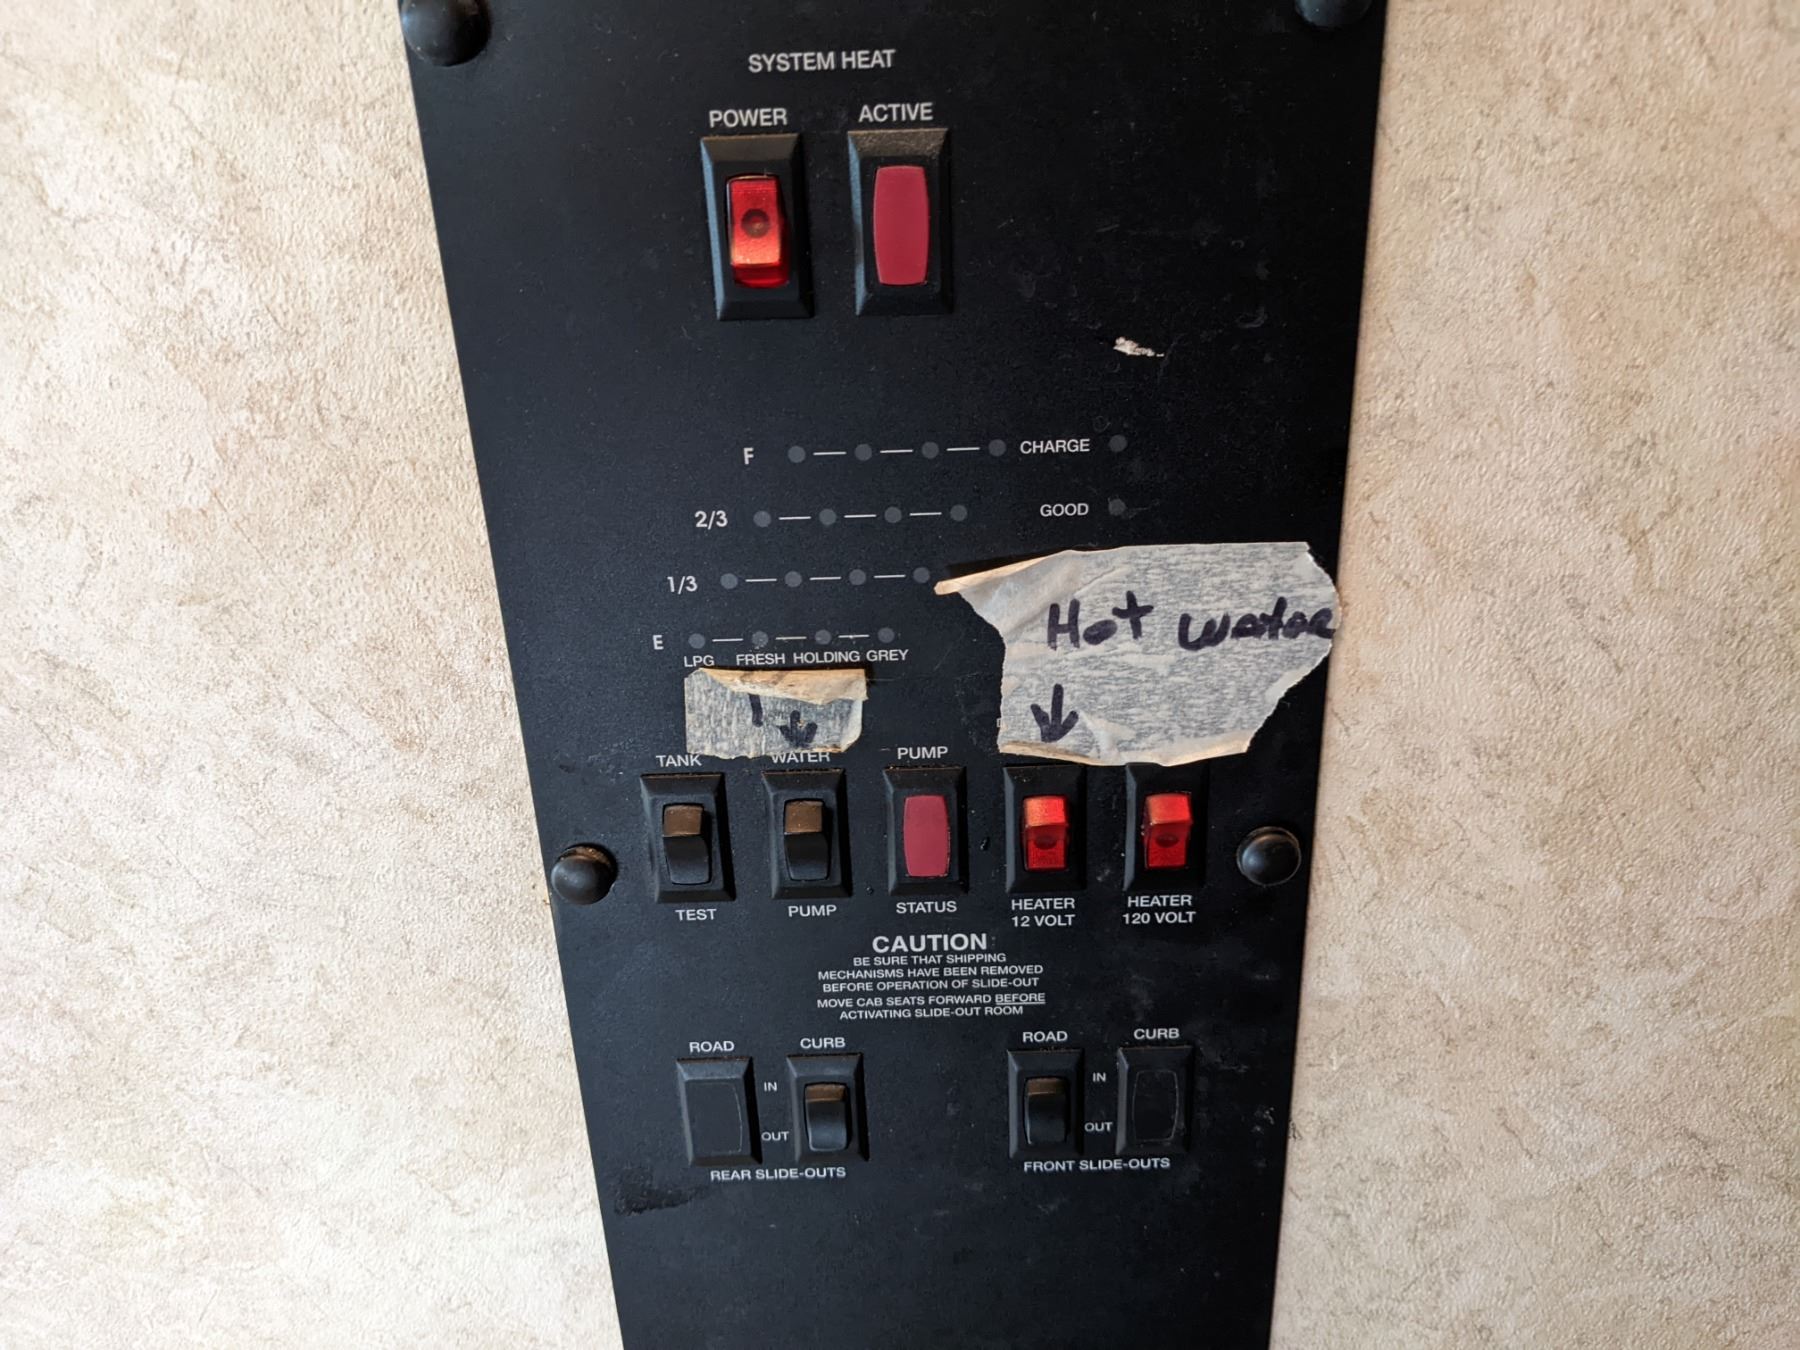 SYSTEM HEAT
POWER ACTIVE
F CHARGE
2/3 GOOD
1/3
E
LPG FRESH HOLDING GREY
Hot water
TANK WATER PUMP
TEST PUMP STATUS HEATER 12 VOLT HEATER 120 VOLT
CAUTION
BE SURE THAT SHIPPING
MECHANISMS HAVE BEEN REMOVED
BEFORE OPERATION OF SLIDE-OUT
MOVE CAB SEATS FORWARD BEFORE
ACTIVATING SLIDE-OUT ROOM
ROAD CURB ROAD CURB
IN IN
OUT OUT
REAR SLIDE-OUTS FRONT SLIDE-OUTS